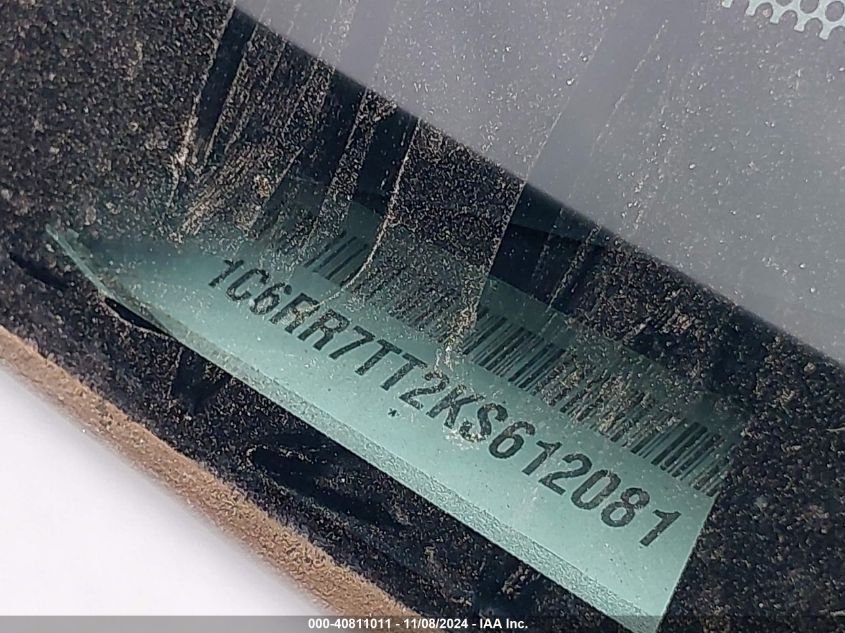 1C6RR7TT2KS612081
000-40811011 - 11/08/2024 - IAA Inc.